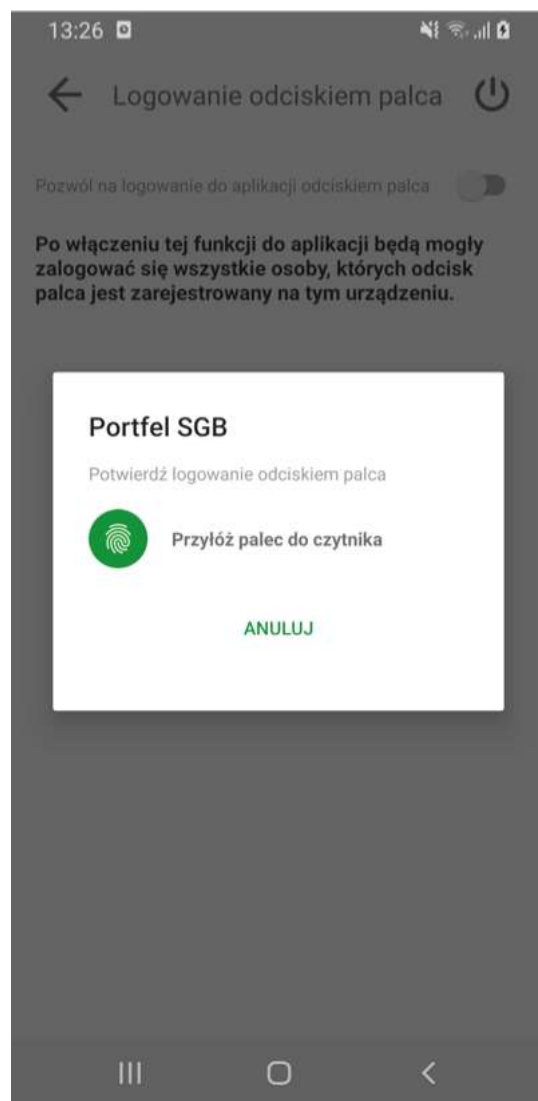 13:26
Logowanie odciskiem palca
Pozwól na logowanie do aplikacji odciskiem palca
Po włączeniu tej funkcji do aplikacji będą mogły
zalogować się wszystkie osoby, których odcisk
palca jest zarejestrowany na tym urządzeniu.
Portfel SGB
Potwierdź logowanie odciskiem palca
Przyłóż palec do czytnika
ANULUJ